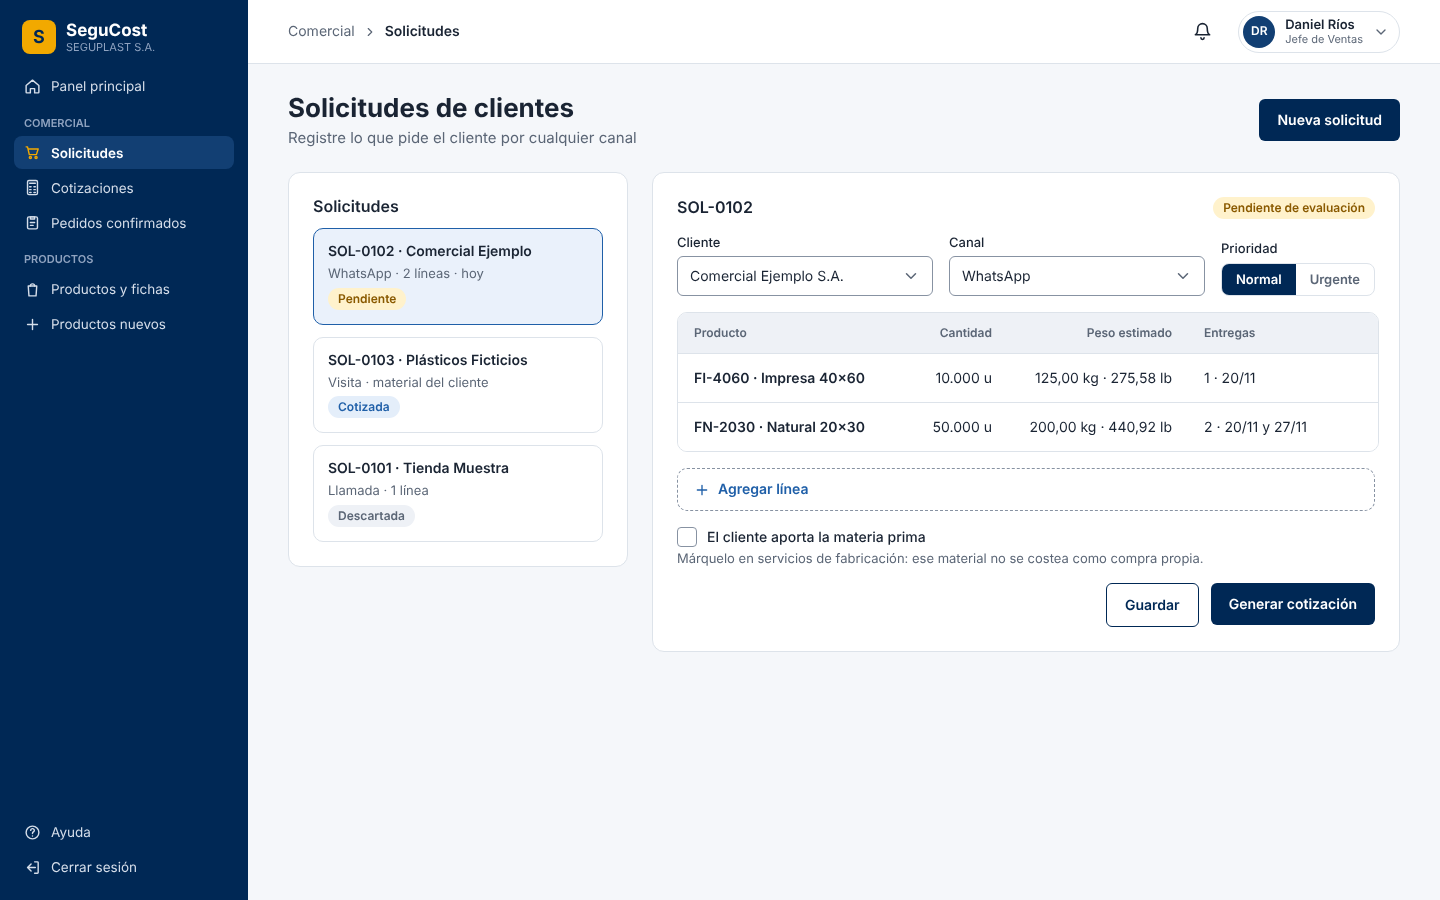 S
SeguCost
SEGUPLAST S.A.
Panel principal
COMERCIAL
Solicitudes
Cotizaciones
Pedidos confirmados
PRODUCTOS
Productos y fichas
Productos nuevos
Ayuda
Cerrar sesión
Comercial > Solicitudes
DR
Daniel Ríos
Jefe de Ventas
Solicitudes de clientes
Registre lo que pide el cliente por cualquier canal
Nueva solicitud
Solicitudes
SOL-0102 · Comercial Ejemplo
WhatsApp · 2 líneas · hoy
Pendiente
SOL-0103 · Plásticos Ficticios
Visita · material del cliente
Cotizada
SOL-0101 · Tienda Muestra
Llamada · 1 línea
Descartada
SOL-0102
Pendiente de evaluación
Cliente
Comercial Ejemplo S.A.
Canal
WhatsApp
Prioridad
Normal Urgente
Producto Cantidad Peso estimado Entregas
FI-4060 · Impresa 40×60 10.000 u 125,00 kg · 275,58 lb 1 · 20/11
FN-2030 · Natural 20×30 50.000 u 200,00 kg · 440,92 lb 2 · 20/11 y 27/11
+ Agregar línea
El cliente aporta la materia prima
Márquelo en servicios de fabricación: ese material no se costea como compra propia.
Guardar
Generar cotización